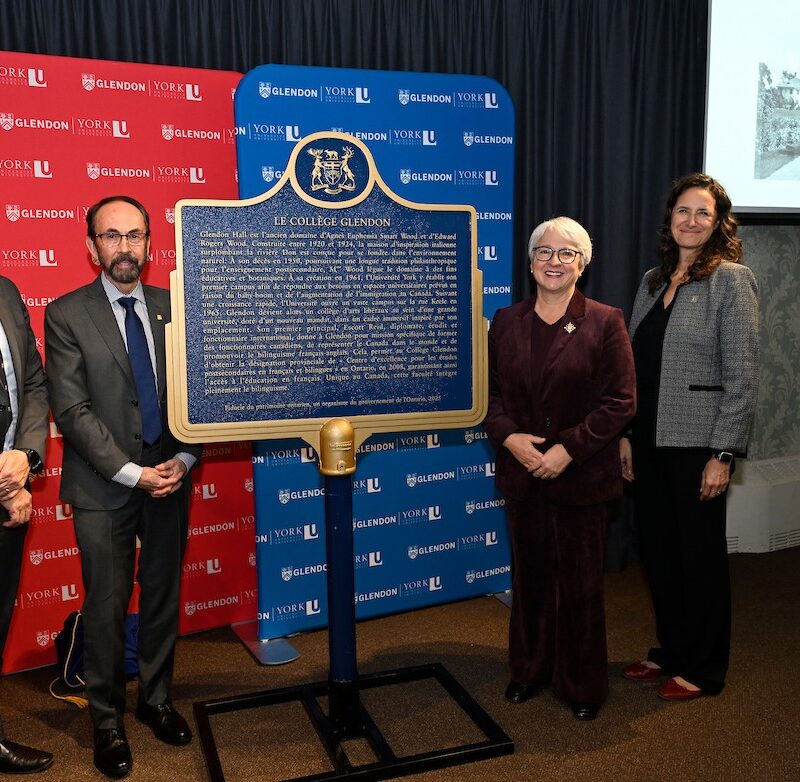 LE COLLÈGE GLENDON
Glendon Hall est l'ancien domaine d'Agnes Euphemia Smart Wood et d'Edward
Rogers Wood. Construite entre 1920 et 1924, la maison d'inspiration italienne
surplombant la rivière Don est conçue pour se fondre dans l'environnement
naturel. À son décès en 1950, poursuivant une longue tradition philanthropique
pour l'enseignement postsecondaire, Mme Wood lègue le domaine à des fins
éducatives et botaniques. À sa création en 1961, l'Université York y établit son
premier campus afin de répondre aux besoins en espaces universitaires prévus en
raison du baby-boom et de l'augmentation de l'immigration au Canada. Suivant
une croissance rapide, l'Université ouvre un vaste campus sur la rue Keele en
1965. Glendon devient alors un collège d'arts libéraux au sein d'une grande
université, doté d'un nouveau mandat, dans un cadre immersif inspiré par son
emplacement. Son premier principal, Escott Reid, diplomate, érudit et
fonctionnaire international, donne à Glendon pour mission spécifique de former
des fonctionnaires canadiens, de représenter le Canada dans le monde et de
promouvoir le bilinguisme français-anglais. Cela permet au Collège Glendon
d'obtenir la désignation provinciale de « Centre d'excellence pour les études
postsecondaires en français et bilingues » en Ontario, en 2008, garantissant ainsi
l'accès à l'éducation en français. Unique au Canada, cette faculté intègre
pleinement le bilinguisme.
Fiducie du patrimoine ontarien, un organisme du gouvernement de l'Ontario, 2025
GLENDON YORK U
UNIVERSITÉ
UNIVERSITY